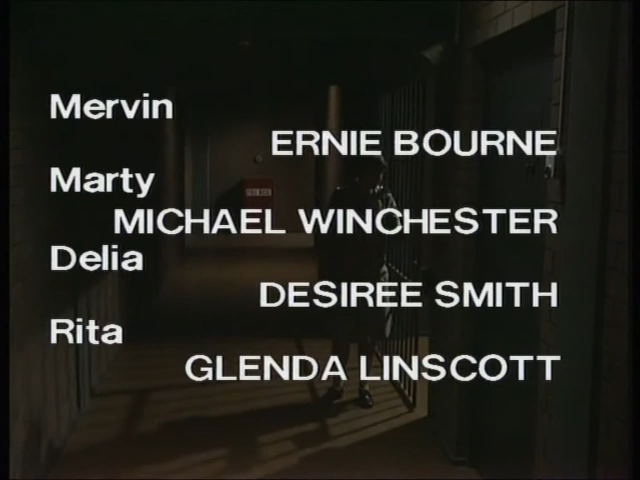 Mervin
ERNIE BOURNE
Marty
MICHAEL WINCHESTER
Delia
DESIREE SMITH
Rita
GLENDA LINSCOTT